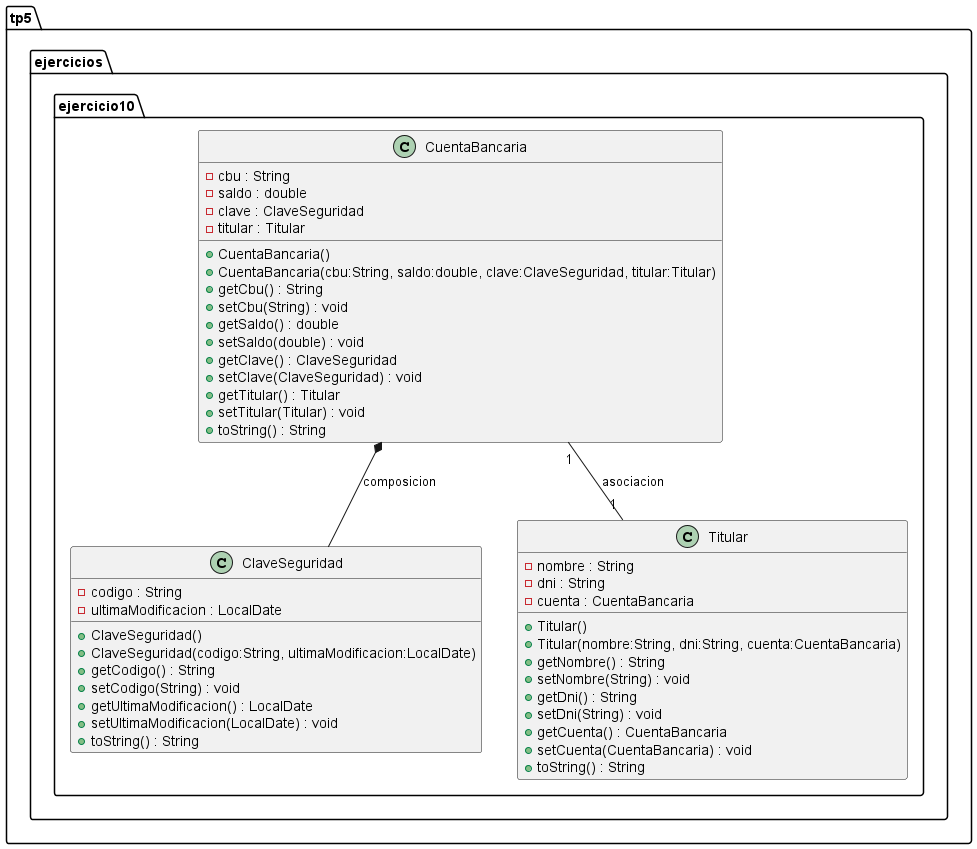 tp5
ejercicios
ejercicio10
C CuentaBancaria
cbu : String
saldo : double
clave : ClaveSeguridad
titular : Titular
CuentaBancaria()
CuentaBancaria(cbu:String, saldo:double, clave:ClaveSeguridad, titular:Titular)
getCbu() : String
setCbu(String) : void
getSaldo() : double
setSaldo(double) : void
getClave() : ClaveSeguridad
setClave(ClaveSeguridad) : void
getTitular() : Titular
setTitular(Titular) : void
toString() : String
1
composicion
asociacion
1
C ClaveSeguridad
codigo : String
ultimaModificacion : LocalDate
ClaveSeguridad()
ClaveSeguridad(codigo:String, ultimaModificacion:LocalDate)
getCodigo() : String
setCodigo(String) : void
getUltimaModificacion() : LocalDate
setUltimaModificacion(LocalDate) : void
toString() : String
C Titular
nombre : String
dni : String
cuenta : CuentaBancaria
Titular()
Titular(nombre:String, dni:String, cuenta:CuentaBancaria)
getNombre() : String
setNombre(String) : void
getDni() : String
setDni(String) : void
getCuenta() : CuentaBancaria
setCuenta(CuentaBancaria) : void
toString() : String